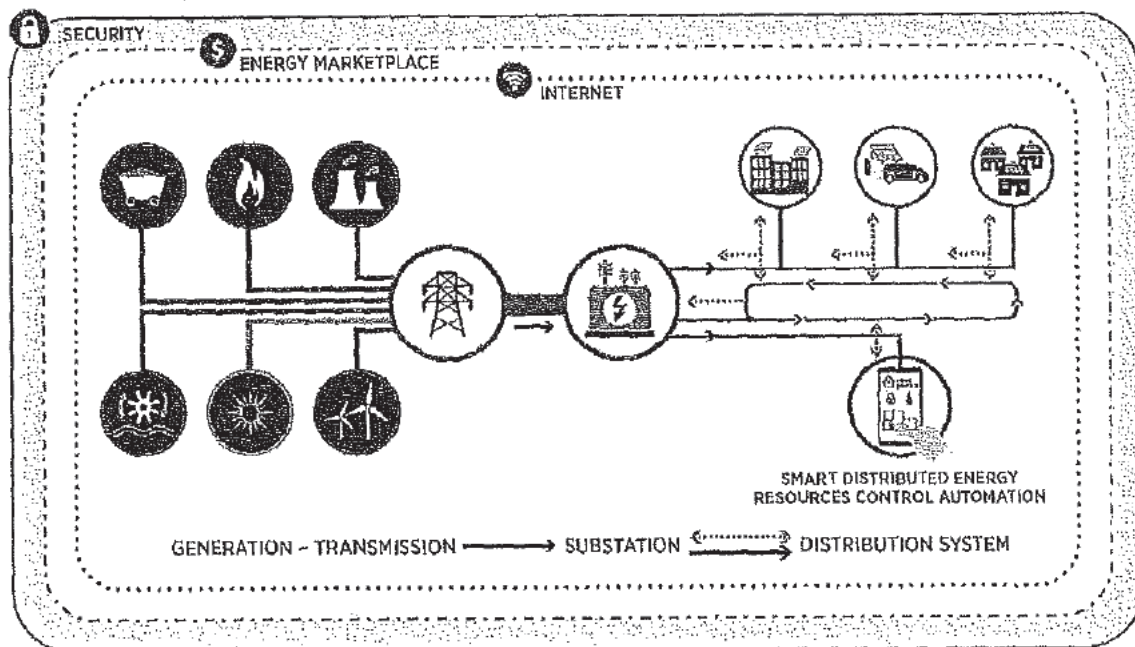 SECURITY
ENERGY MARKETPLACE
INTERNET
SMART DISTRIBUTED ENERGY
RESOURCES CONTROL AUTOMATION
GENERATION – TRANSMISSION SUBSTATION DISTRIBUTION SYSTEM